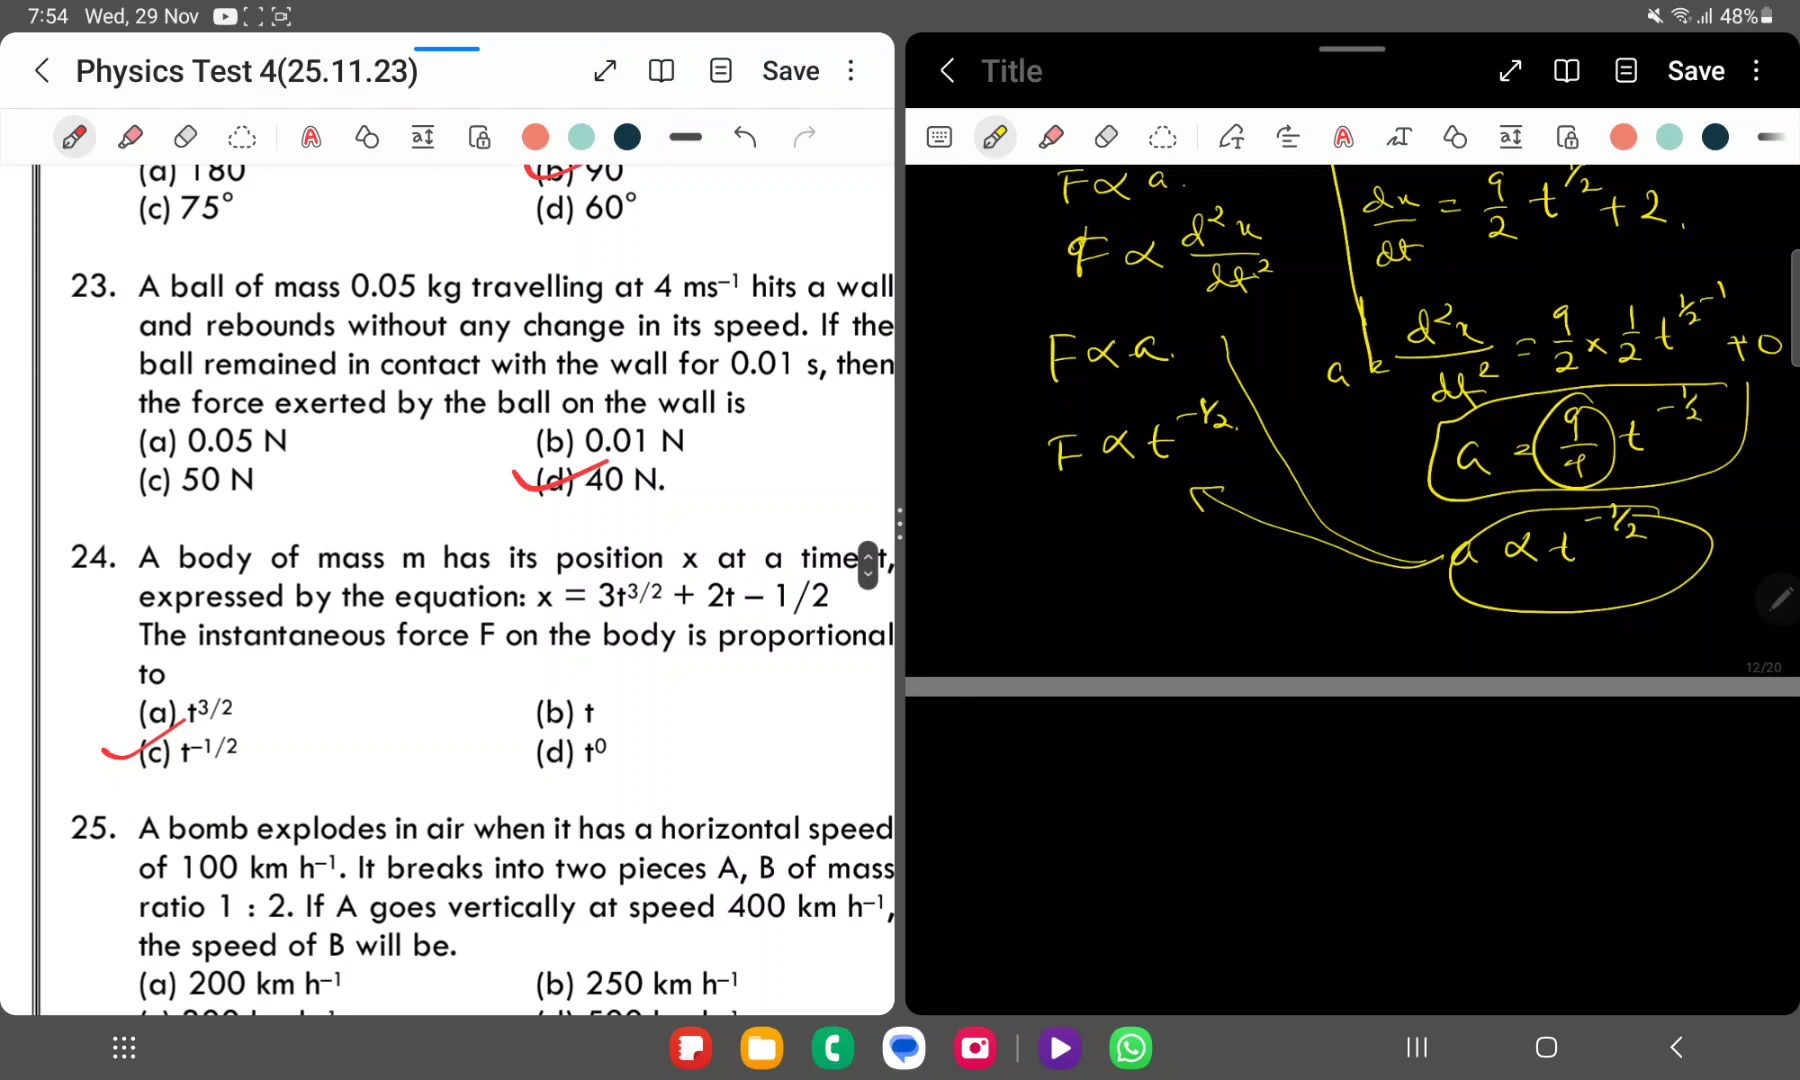 7:54 Wed, 29 Nov
48%
Physics Test 4(25.11.23)
Save
(a) 180 (b) 90
(c) 75° (d) 60°
23. A ball of mass 0.05 kg travelling at 4 ms⁻¹ hits a wall
and rebounds without any change in its speed. If the
ball remained in contact with the wall for 0.01 s, then
the force exerted by the ball on the wall is
(a) 0.05 N (b) 0.01 N
(c) 50 N (d) 40 N.
24. A body of mass m has its position x at a time t,
expressed by the equation: x = 3t³/² + 2t – 1/2
The instantaneous force F on the body is proportional
to
(a) t³/² (b) t
(c) t⁻¹/² (d) t⁰
25. A bomb explodes in air when it has a horizontal speed
of 100 km h⁻¹. It breaks into two pieces A, B of mass
ratio 1 : 2. If A goes vertically at speed 400 km h⁻¹,
the speed of B will be.
(a) 200 km h⁻¹ (b) 250 km h⁻¹
Title
Save
F ∝ a.
F ∝ d²x/dt²
F ∝ a.
F ∝ t⁻¹/².
dx/dt = 9/2 t¹/² + 2.
a = d²x/dt² = 9/2 × 1/2 t¹/²⁻¹ + 0
a = 9/4 t⁻¹/²
a ∝ t⁻¹/²
12/20